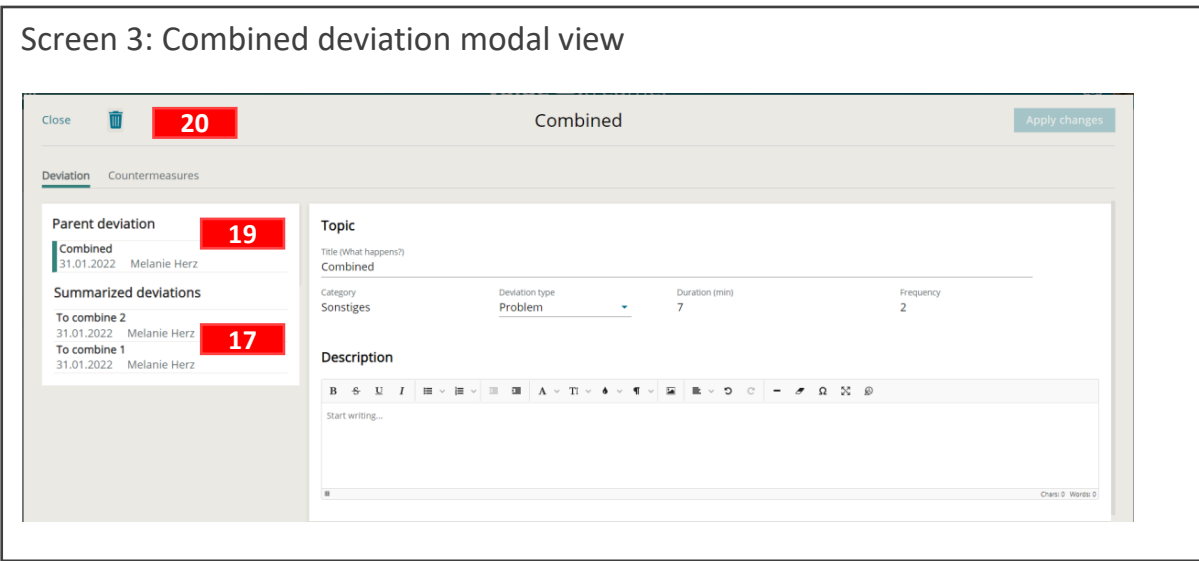 Screen 3: Combined deviation modal view
Close 20 Combined Apply changes
Deviation Countermeasures
Parent deviation
19
Combined
31.01.2022 Melanie Herz
Summarized deviations
To combine 2
31.01.2022 Melanie Herz
17
To combine 1
31.01.2022 Melanie Herz
Topic
Title (What happens?)
Combined
Category Deviation type Duration (min) Frequency
Sonstiges Problem 7 2
Description
B S U I A TI ¶ Ω
Start writing...
Chars: 0 Words: 0